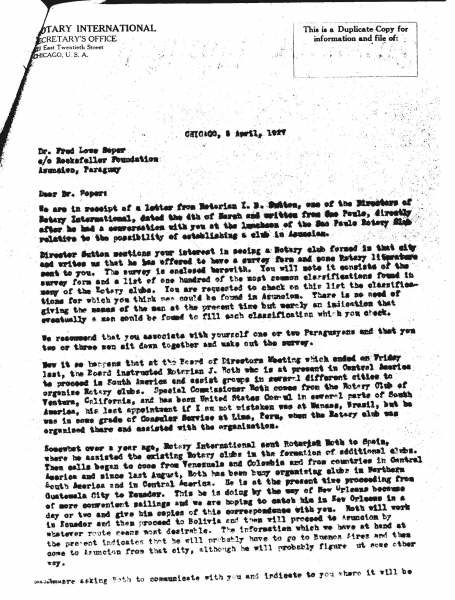 OTARY INTERNATIONAL
ECRETARY'S OFFICE
East Twentieth Street
CHICAGO, U. S. A.
This is a Duplicate Copy for
information and file of:
CHICAGO, 8 April, 1927
Dr. Fred Lowe Soper
c/o Rockefeller Foundation
Asuncion, Paraguay
Dear Dr. Soper:
We are in receipt of a letter from Rotarian I. B. Sutton, one of the Directors of
Rotary International, dated the 4th of March and written from Sao Paulo, directly
after he had a conversation with you at the luncheon of the Sao Paulo Rotary Club
relative to the possibility of establishing a club in Asuncion.
Director Sutton mentions your interest in seeing a Rotary club formed in that city
and writes us that he has offered to have a survey form and some Rotary literature
sent to you. The survey is enclosed herewith. You will note it consists of the
survey form and a list of one hundred of the most common classifications found in
many of the Rotary clubs. You are requested to check on this list the classifica-
tions for which you think men could be found in Asuncion. There is no need of
giving the names of the men at the present time but merely an indication that
eventually a man could be found to fill each classification which you check.
We recommend that you associate with yourself one or two Paraguayans and that you
two or three men sit down together and make out the survey.
Now it so happens that at the Board of Directors Meeting which ended on Friday
last, the Board instructed Rotarian J. Roth who is at present in Central America
to proceed to South America and assist groups in several different cities to
organize Rotary clubs. Special Commissioner Roth comes from the Rotary Club of
Ventura, California, and has been United States Consul in several parts of South
America, his last appointment if I am not mistaken was at Manaos, Brazil, but he
was in some grade of Consular Service at Lima, Peru, when the Rotary club was
organized there and assisted with the organization.
Somewhat over a year ago, Rotary International sent Rotarian Roth to Spain,
where he assisted the existing Rotary clubs in the formation of additional clubs.
Then calls began to come from Venezuela and Colombia and from countries in Central
America and since last August, Roth has been busy organizing clubs in Northern
South America and in Central America. He is at the present time proceeding from
Guatemala City to Ecuador. This he is doing by the way of New Orleans because
of more convenient sailings and we are hoping to catch him in New Orleans in a
day or two and give him copies of this correspondence with you. Roth will work
in Ecuador and then proceed to Bolivia and then will proceed to Asuncion by
whatever route seems most desirable. The information which we have at hand at
the present indicates that he will probably have to go to Buenos Aires and then
come to Asuncion from that city, although he will probably figure out some other
way.
are asking Roth to communicate with you and indicate to you where it will be